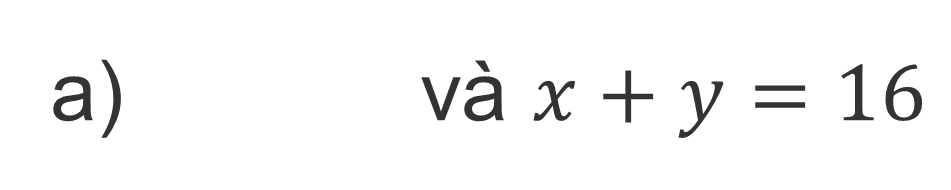 a) và x + y = 16